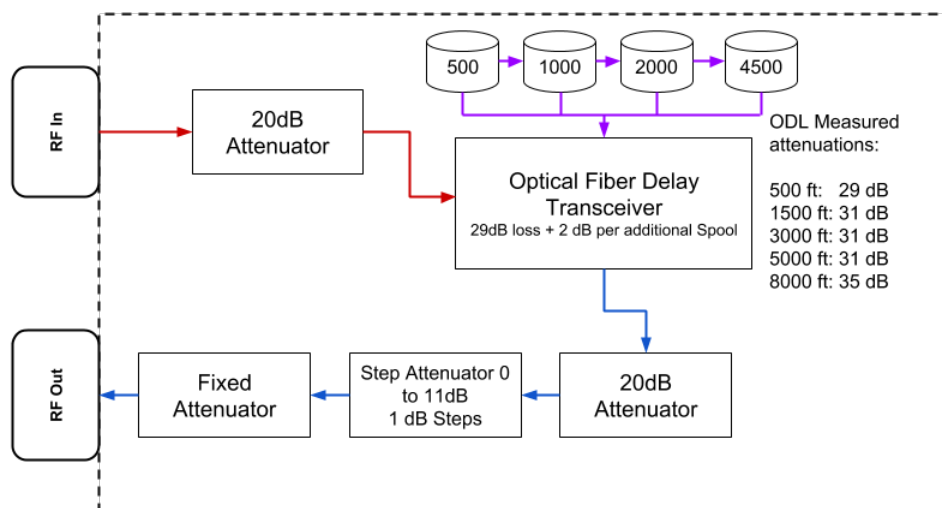 500
1000
2000
4500
RF In
20dB
Attenuator
Optical Fiber Delay
Transceiver
29dB loss + 2 dB per additional Spool
ODL Measured
attenuations:
500 ft: 29 dB
1500 ft: 31 dB
3000 ft: 31 dB
5000 ft: 31 dB
8000 ft: 35 dB
RF Out
Fixed
Attenuator
Step Attenuator 0
to 11dB
1 dB Steps
20dB
Attenuator